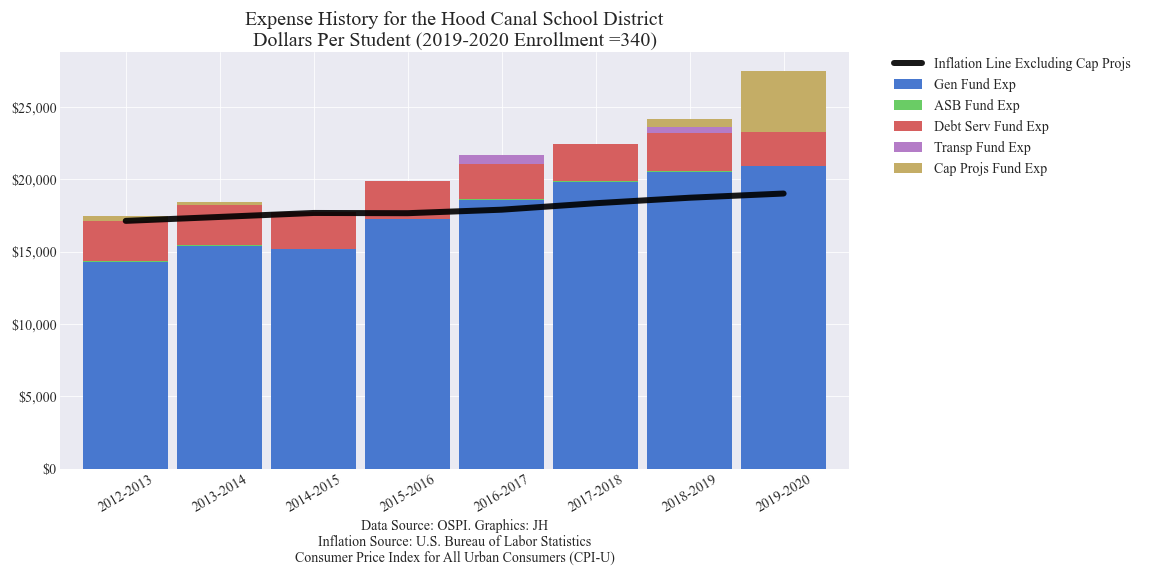 Expense History for the Hood Canal School District
Dollars Per Student (2019-2020 Enrollment =340)
Inflation Line Excluding Cap Projs
Gen Fund Exp
ASB Fund Exp
Debt Serv Fund Exp
Transp Fund Exp
Cap Projs Fund Exp
$25,000
$20,000
$15,000
$10,000
$5,000
$0
2012-2013
2013-2014
2014-2015
2015-2016
2016-2017
2017-2018
2018-2019
2019-2020
Data Source: OSPI. Graphics: JH
Inflation Source: U.S. Bureau of Labor Statistics
Consumer Price Index for All Urban Consumers (CPI-U)